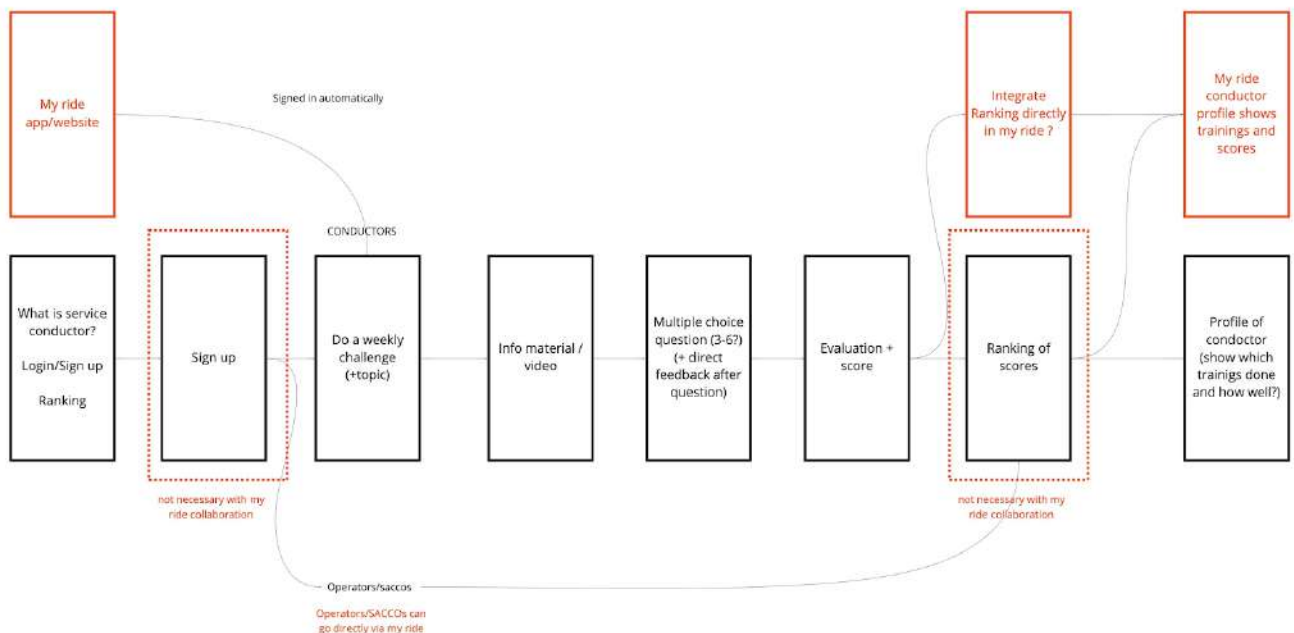 My ride
app/website
Signed in automatically
Integrate
Ranking directly
in my ride ?
My ride
conductor
profile shows
trainings and
scores
CONDUCTORS
What is service
conductor?
Login/Sign up
Ranking
Sign up
Do a weekly
challenge
(+topic)
Info material /
video
Multiple choice
question (3-6?)
(+ direct
feedback after
question)
Evaluation +
score
Ranking of
scores
Profile of
condoctor
(show which
trainigs done
and how well?)
not necessary with my
ride collaboration
not necessary with my
ride collaboration
Operators/saccos
Operators/SACCOs can
go directly via my ride